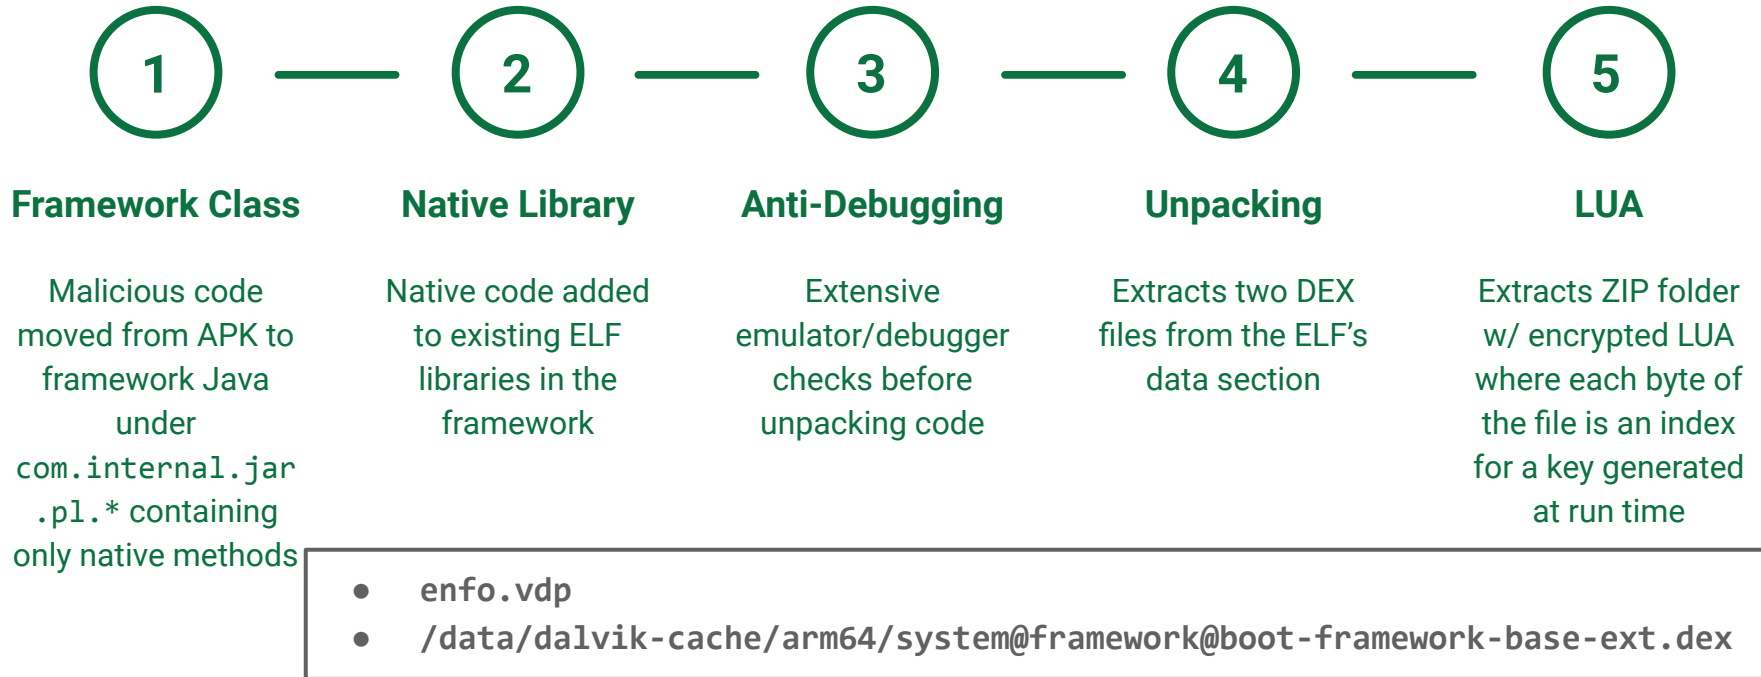 1
2
3
4
5
Framework Class
Malicious code
moved from APK to
framework Java
under
com.internal.jar
.pl.* containing
only native methods
Native Library
Native code added
to existing ELF
libraries in the
framework
Anti-Debugging
Extensive
emulator/debugger
checks before
unpacking code
Unpacking
Extracts two DEX
files from the ELF’s
data section
LUA
Extracts ZIP folder
w/ encrypted LUA
where each byte of
the file is an index
for a key generated
at run time
● enfo.vdp
● /data/dalvik-cache/arm64/system@framework@boot-framework-base-ext.dex